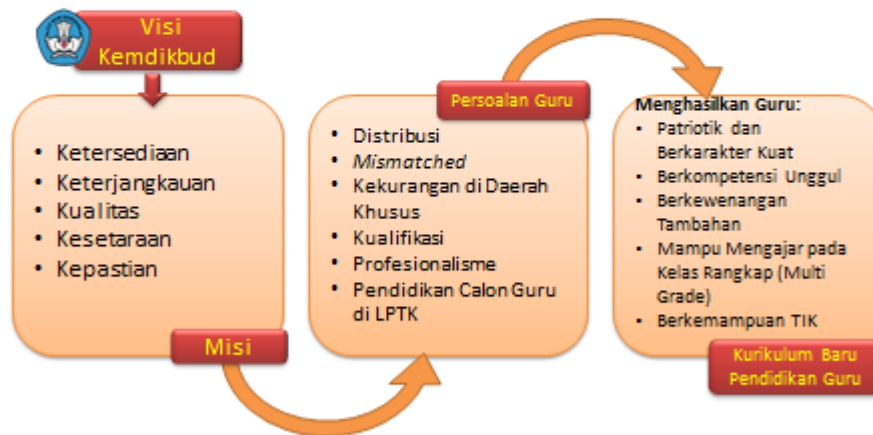 Visi
Kemdikbud
• Ketersediaan
• Keterjangkauan
• Kualitas
• Kesetaraan
• Kepastian
Misi
Persoalan Guru
• Distribusi
• Mismatched
• Kekurangan di Daerah
Khusus
• Kualifikasi
• Profesionalisme
• Pendidikan Calon Guru
di LPTK
Menghasilkan Guru:
• Patriotik dan
Berkarakter Kuat
• Berkompetensi Unggul
• Berkewenangan
Tambahan
• Mampu Mengajar pada
Kelas Rangkap (Multi
Grade)
• Berkemampuan TIK
Kurikulum Baru
Pendidikan Guru